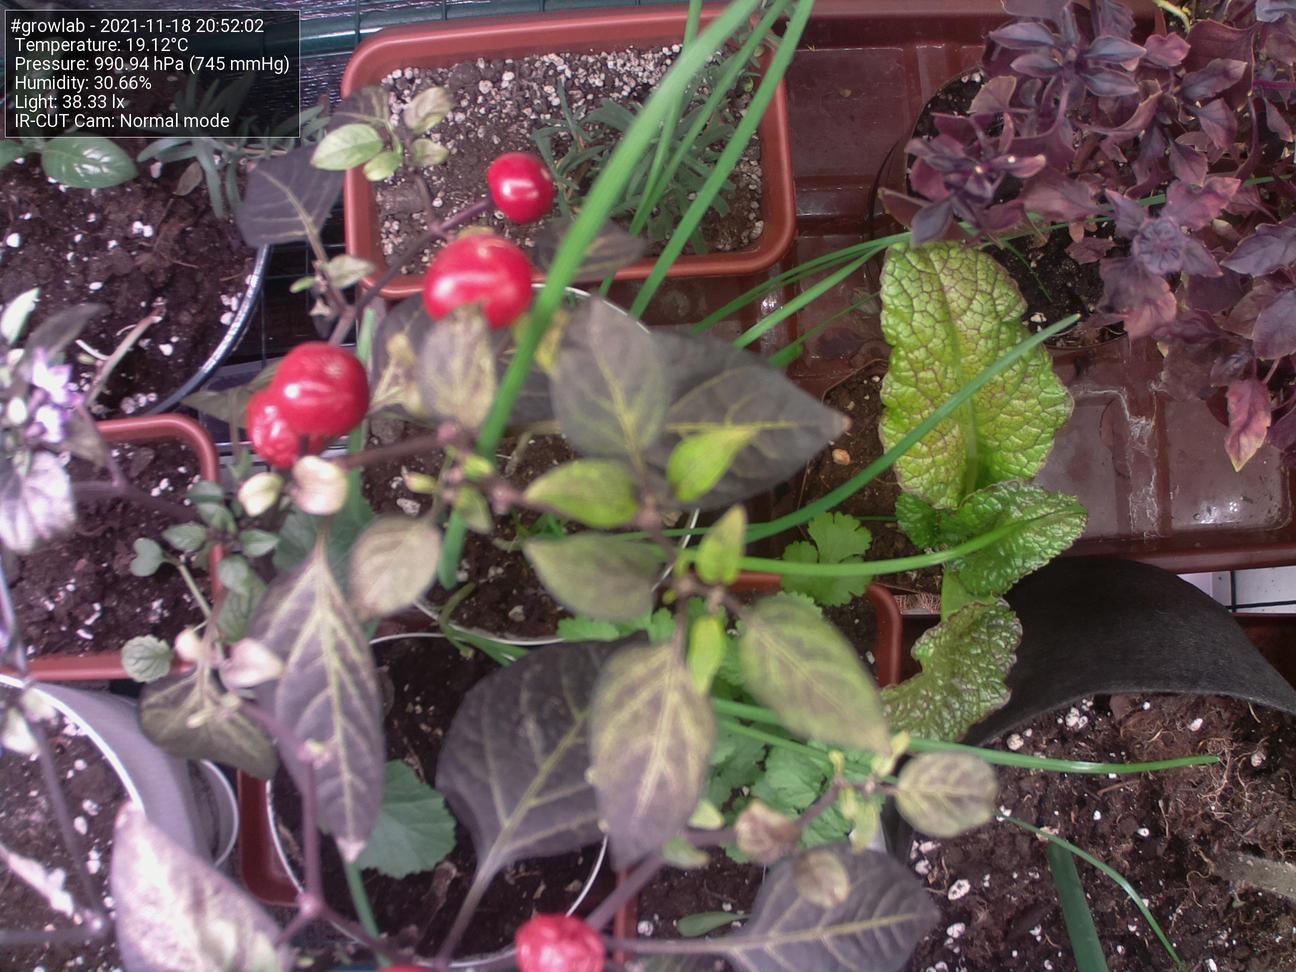 #growlab - 2021-11-18 20:52:02
Temperature: 19.12°C
Pressure: 990.94 hPa (745 mmHg)
Humidity: 30.66%
Light: 38.33 lx
IR-CUT Cam: Normal mode